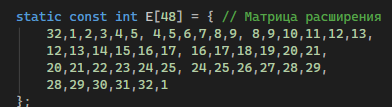 static const int E[48] = { // Матрица расширения
32,1,2,3,4,5, 4,5,6,7,8,9, 8,9,10,11,12,13,
12,13,14,15,16,17, 16,17,18,19,20,21,
20,21,22,23,24,25, 24,25,26,27,28,29,
28,29,30,31,32,1
};